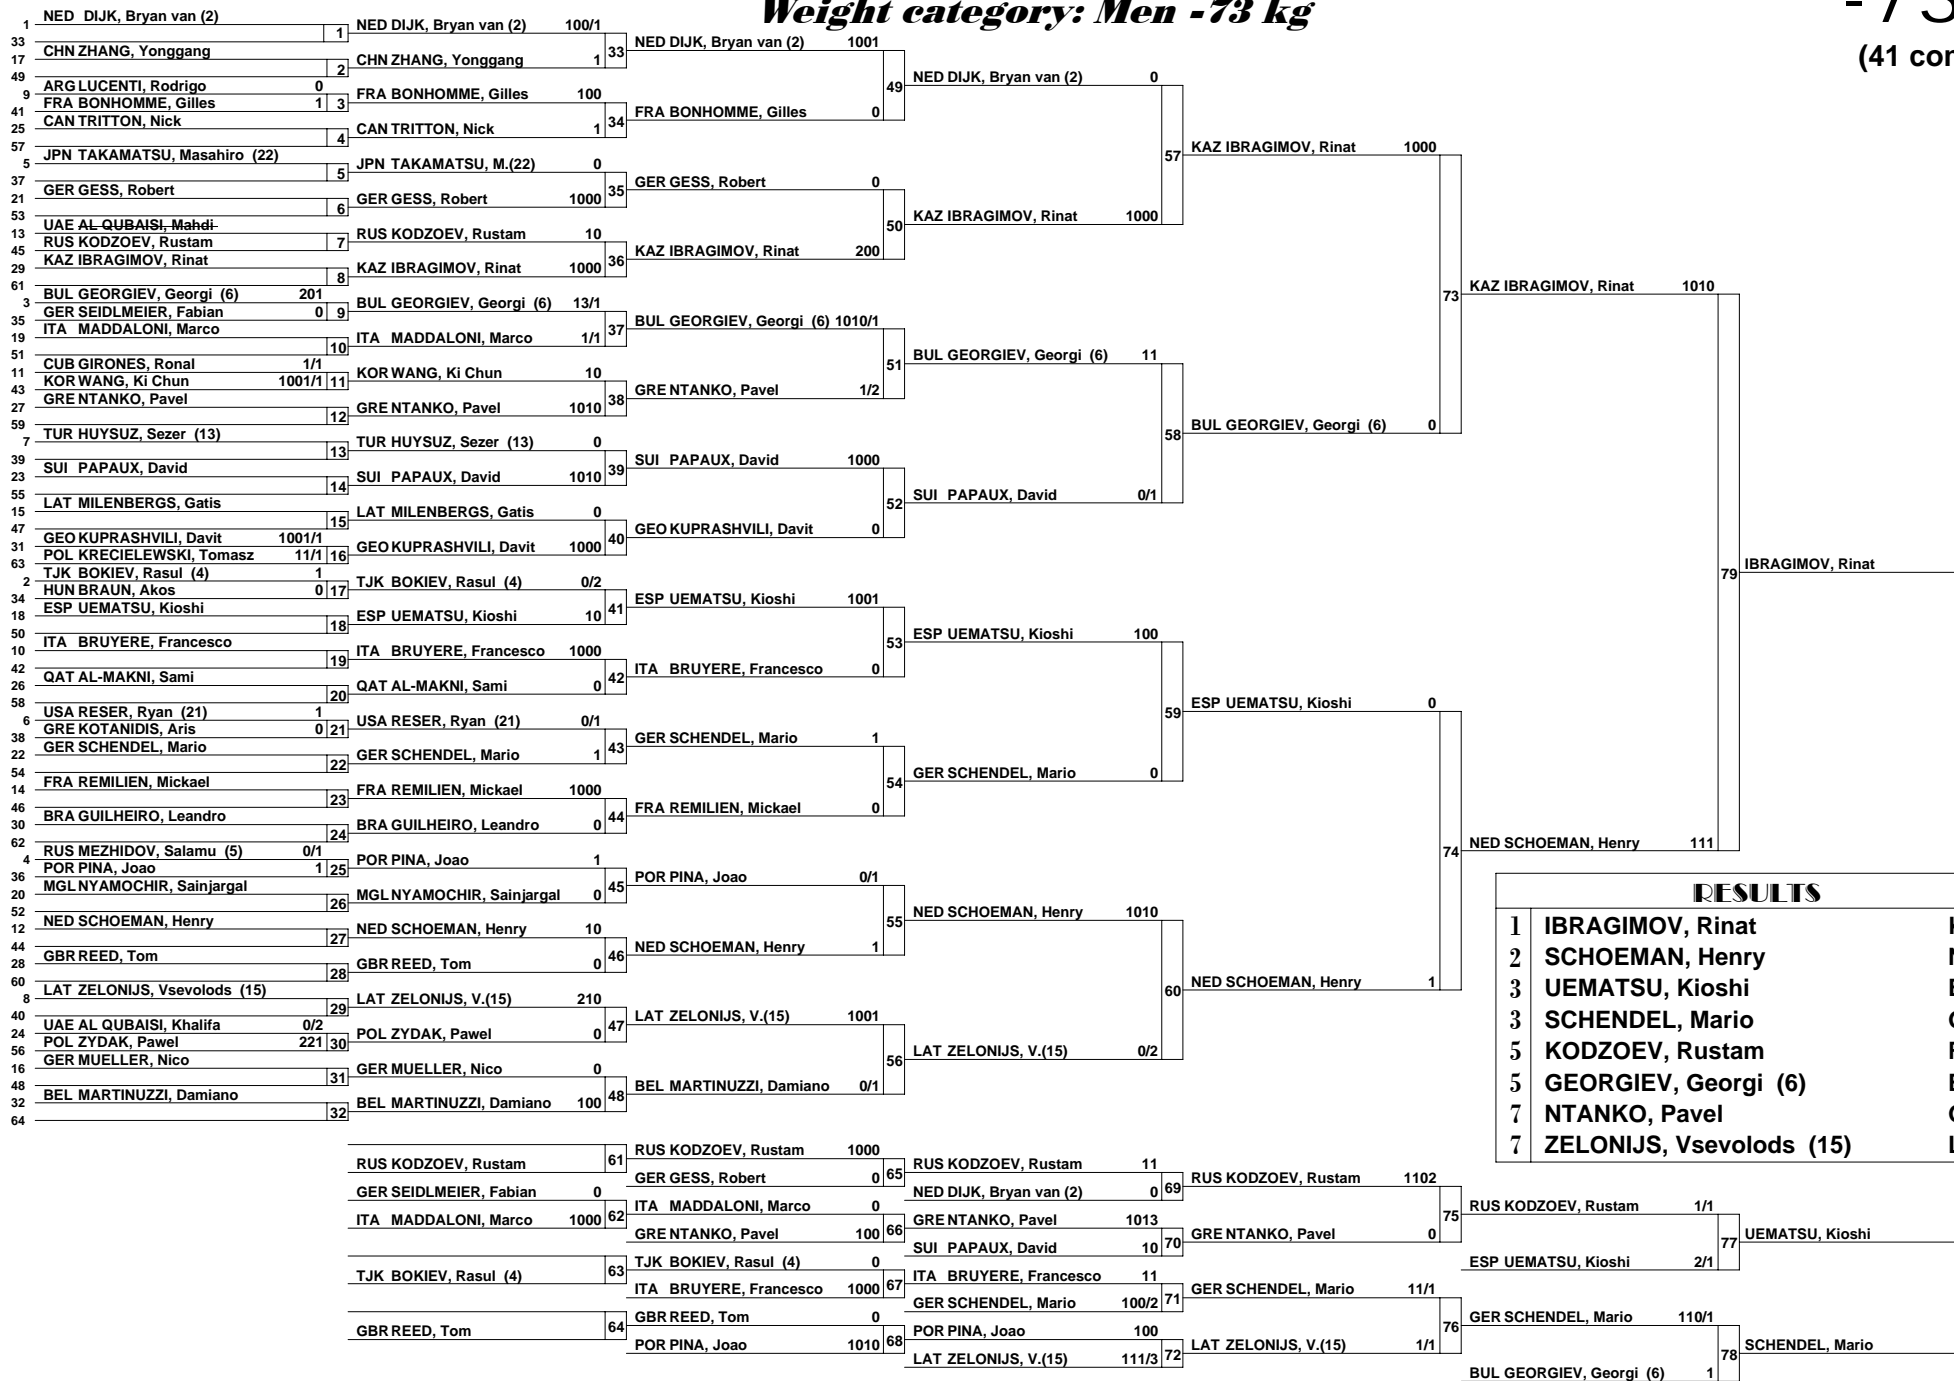 Weight category: Men -73 kg
-73
(41 con
1 NED DIJK, Bryan van (2)
33 1
17 CHN ZHANG, Yonggang
49 2
9 ARG LUCENTI, Rodrigo 0
41 FRA BONHOMME, Gilles 1 3
25 CAN TRITTON, Nick
57 4
5 JPN TAKAMATSU, Masahiro (22)
37 5
21 GER GESS, Robert
53 6
13 UAE AL QUBAISI, Mahdi
45 RUS KODZOEV, Rustam 7
29 KAZ IBRAGIMOV, Rinat
61 8
3 BUL GEORGIEV, Georgi (6) 201
35 GER SEIDLMEIER, Fabian 0 9
19 ITA MADDALONI, Marco
51 10
11 CUB GIRONES, Ronal 1/1
43 KOR WANG, Ki Chun 1001/1 11
27 GRE NTANKO, Pavel
59 12
7 TUR HUYSUZ, Sezer (13)
39 13
23 SUI PAPAUX, David
55 14
15 LAT MILENBERGS, Gatis
47 15
31 GEO KUPRASHVILI, Davit 1001/1
63 POL KRECIELEWSKI, Tomasz 11/1 16
2 TJK BOKIEV, Rasul (4) 1
34 HUN BRAUN, Akos 0 17
18 ESP UEMATSU, Kioshi
50 18
10 ITA BRUYERE, Francesco
42 19
26 QAT AL-MAKNI, Sami
58 20
6 USA RESER, Ryan (21) 1
38 GRE KOTANIDIS, Aris 0 21
22 GER SCHENDEL, Mario
54 22
14 FRA REMILIEN, Mickael
46 23
30 BRA GUILHEIRO, Leandro
62 24
4 RUS MEZHIDOV, Salamu (5) 0/1
36 POR PINA, Joao 1 25
20 MGL NYAMOCHIR, Sainjargal
52 26
12 NED SCHOEMAN, Henry
44 27
28 GBR REED, Tom
60 28
8 LAT ZELONIJS, Vsevolods (15)
40 29
24 UAE AL QUBAISI, Khalifa 0/2
56 POL ZYDAK, Pawel 221 30
16 GER MUELLER, Nico
48 31
32 BEL MARTINUZZI, Damiano
64 32
NED DIJK, Bryan van (2) 100/1
CHN ZHANG, Yonggang 1 33
FRA BONHOMME, Gilles 100
CAN TRITTON, Nick 1 34
JPN TAKAMATSU, M.(22) 0
GER GESS, Robert 1000 35
RUS KODZOEV, Rustam 10
KAZ IBRAGIMOV, Rinat 1000 36
BUL GEORGIEV, Georgi (6) 13/1
ITA MADDALONI, Marco 1/1 37
KOR WANG, Ki Chun 10
GRE NTANKO, Pavel 1010 38
TUR HUYSUZ, Sezer (13) 0
SUI PAPAUX, David 1010 39
LAT MILENBERGS, Gatis 0
GEO KUPRASHVILI, Davit 1000 40
TJK BOKIEV, Rasul (4) 0/2
ESP UEMATSU, Kioshi 10 41
ITA BRUYERE, Francesco 1000
QAT AL-MAKNI, Sami 0 42
USA RESER, Ryan (21) 0/1
GER SCHENDEL, Mario 1 43
FRA REMILIEN, Mickael 1000
BRA GUILHEIRO, Leandro 0 44
POR PINA, Joao 1
MGL NYAMOCHIR, Sainjargal 0 45
NED SCHOEMAN, Henry 10
GBR REED, Tom 0 46
LAT ZELONIJS, V.(15) 210
POL ZYDAK, Pawel 0 47
GER MUELLER, Nico 0
BEL MARTINUZZI, Damiano 100 48
NED DIJK, Bryan van (2) 1001
FRA BONHOMME, Gilles 0 49
GER GESS, Robert 0
KAZ IBRAGIMOV, Rinat 200 50
BUL GEORGIEV, Georgi (6) 1010/1
GRE NTANKO, Pavel 1/2 51
SUI PAPAUX, David 1000
GEO KUPRASHVILI, Davit 0 52
ESP UEMATSU, Kioshi 1001
ITA BRUYERE, Francesco 0 53
GER SCHENDEL, Mario 1
FRA REMILIEN, Mickael 0 54
POR PINA, Joao 0/1
NED SCHOEMAN, Henry 1 55
LAT ZELONIJS, V.(15) 1001
BEL MARTINUZZI, Damiano 0/1 56
NED DIJK, Bryan van (2) 0
KAZ IBRAGIMOV, Rinat 1000 57
BUL GEORGIEV, Georgi (6) 11
SUI PAPAUX, David 0/1 58
ESP UEMATSU, Kioshi 100
GER SCHENDEL, Mario 0 59
NED SCHOEMAN, Henry 1010
LAT ZELONIJS, V.(15) 0/2 60
KAZ IBRAGIMOV, Rinat 1000
BUL GEORGIEV, Georgi (6) 0 73
ESP UEMATSU, Kioshi 0
NED SCHOEMAN, Henry 1 74
KAZ IBRAGIMOV, Rinat 1010
NED SCHOEMAN, Henry 111 79
IBRAGIMOV, Rinat
RESULTS
1 IBRAGIMOV, Rinat
2 SCHOEMAN, Henry
3 UEMATSU, Kioshi
3 SCHENDEL, Mario
5 KODZOEV, Rustam
5 GEORGIEV, Georgi (6)
7 NTANKO, Pavel
7 ZELONIJS, Vsevolods (15)
RUS KODZOEV, Rustam 61
GER SEIDLMEIER, Fabian 0
ITA MADDALONI, Marco 1000 62
TJK BOKIEV, Rasul (4) 63
GBR REED, Tom 64
RUS KODZOEV, Rustam 1000
GER GESS, Robert 0 65
ITA MADDALONI, Marco 0
GRE NTANKO, Pavel 100 66
TJK BOKIEV, Rasul (4) 0
ITA BRUYERE, Francesco 1000 67
GBR REED, Tom 0
POR PINA, Joao 1010 68
RUS KODZOEV, Rustam 11
NED DIJK, Bryan van (2) 0 69
GRE NTANKO, Pavel 1013
SUI PAPAUX, David 10 70
ITA BRUYERE, Francesco 11
GER SCHENDEL, Mario 100/2 71
POR PINA, Joao 100
LAT ZELONIJS, V.(15) 111/3 72
RUS KODZOEV, Rustam 1102
GRE NTANKO, Pavel 0 75
GER SCHENDEL, Mario 11/1
LAT ZELONIJS, V.(15) 1/1 76
RUS KODZOEV, Rustam 1/1
ESP UEMATSU, Kioshi 2/1 77
GER SCHENDEL, Mario 110/1
BUL GEORGIEV, Georgi (6) 1 78
UEMATSU, Kioshi
SCHENDEL, Mario